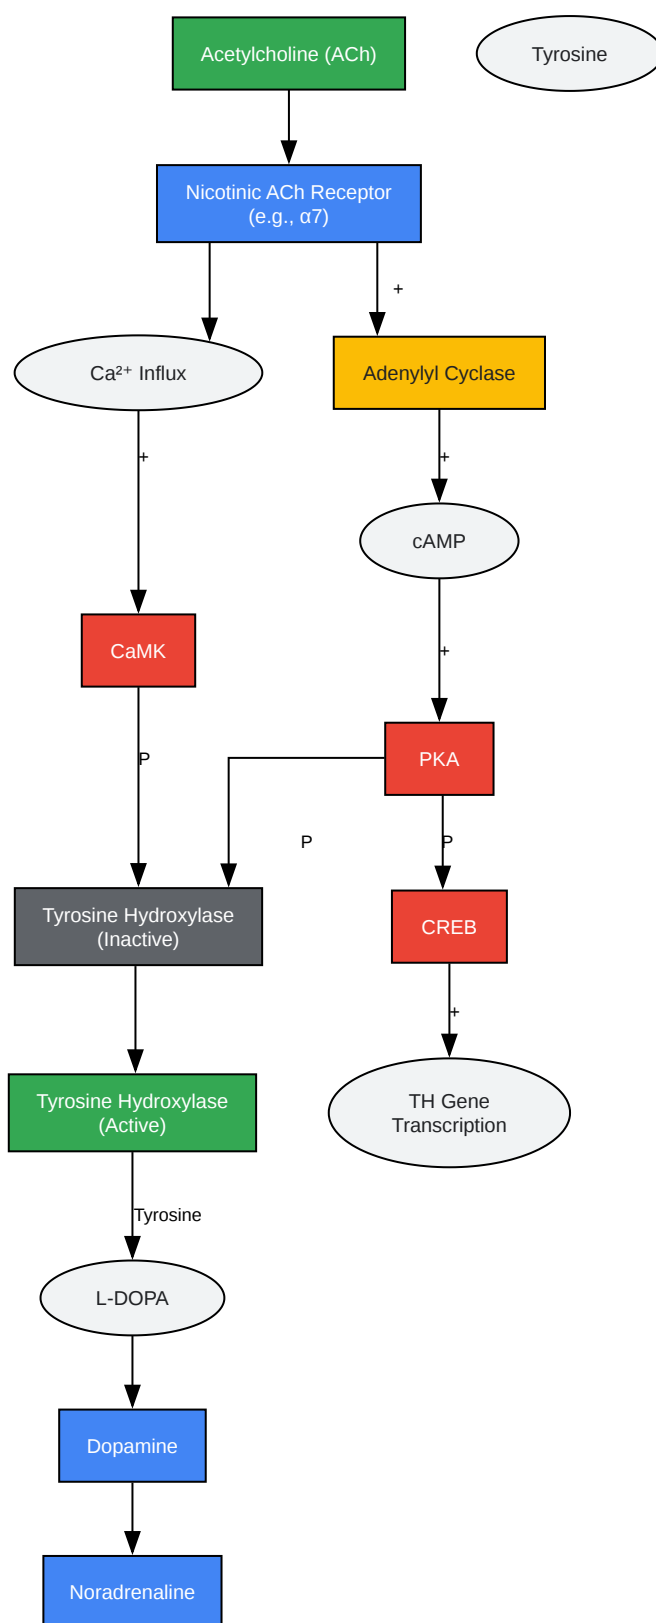 Acetylcholine (ACh)
Tyrosine
Nicotinic ACh Receptor
(e.g., α7)
+
Ca²⁺ Influx
Adenylyl Cyclase
+
+
cAMP
CaMK
+
PKA
P
P
P
Tyrosine Hydroxylase
(Inactive)
CREB
+
Tyrosine Hydroxylase
(Active)
TH Gene
Transcription
Tyrosine
L-DOPA
Dopamine
Noradrenaline